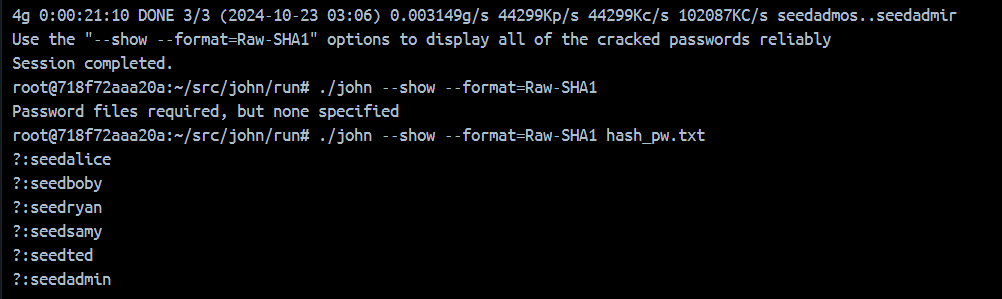 4g 0:00:21:10 DONE 3/3 (2024-10-23 03:06) 0.003149g/s 44299Kp/s 44299Kc/s 102087KC/s seedadmos..seedadmir
Use the "--show --format=Raw-SHA1" options to display all of the cracked passwords reliably
Session completed.
root@718f72aaa20a:~/src/john/run# ./john --show --format=Raw-SHA1
Password files required, but none specified
root@718f72aaa20a:~/src/john/run# ./john --show --format=Raw-SHA1 hash_pw.txt
?:seedalice
?:seedboby
?:seedryan
?:seedsamy
?:seedted
?:seedadmin